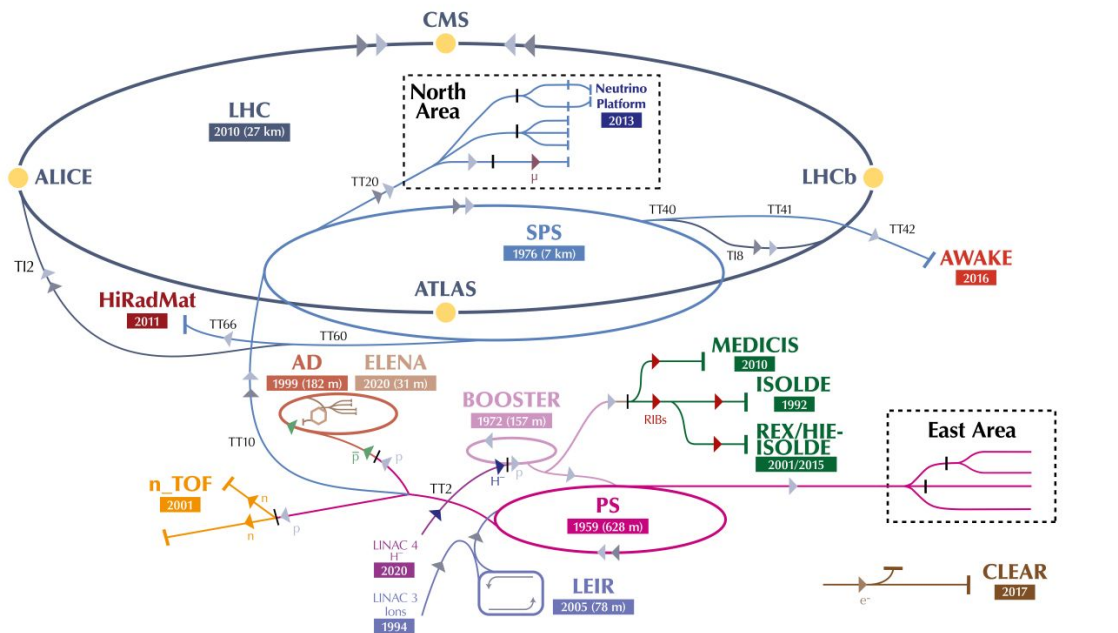 CMS
North
Area
Neutrino
Platform
2013
LHC
2010 (27 km)
μ
ALICE
LHCb
TT20
TT40
TT41
TT42
SPS
1976 (7 km)
TI8
AWAKE
2016
TI2
ATLAS
HiRadMat
2011
TT66
TT60
MEDICIS
2010
AD
1999 (182 m)
ELENA
2020 (31 m)
ISOLDE
1992
BOOSTER
1972 (157 m)
RIBs
REX/HIE-
ISOLDE
2001/2015
East Area
TT10
p̅
p
H⁻
p
n_TOF
2001
n
n
p
TT2
PS
1959 (628 m)
LINAC 4
H⁻
2020
LINAC 3
Ions
1994
LEIR
2005 (78 m)
CLEAR
2017
e⁻